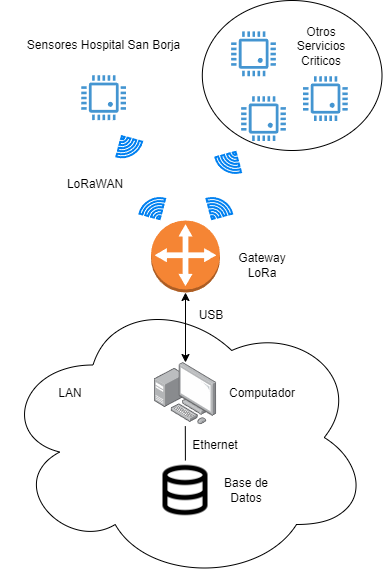 Sensores Hospital San Borja
Otros
Servicios
Criticos
LoRaWAN
Gateway
LoRa
USB
LAN
Computador
Ethernet
Base de
Datos